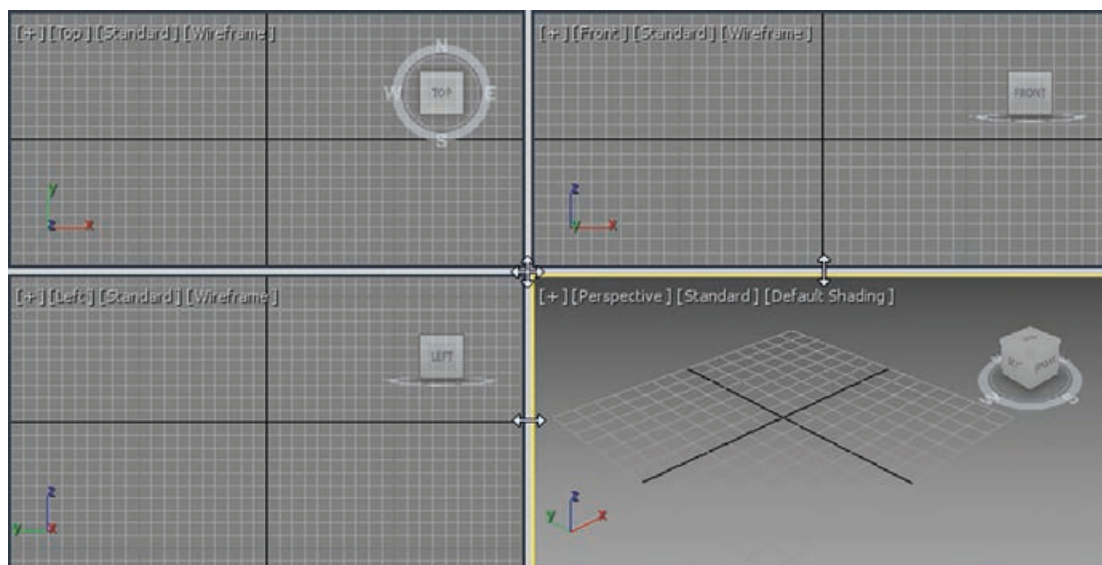 [+] [Top] [Standard] [Wireframe]
N
W
TOP
E
S
y
z
x
[+] [Front] [Standard] [Wireframe]
FRONT
z
y
x
[+] [Left] [Standard] [Wireframe]
LEFT
z
y
x
[+] [Perspective] [Standard] [Default Shading]
S
z
y
x